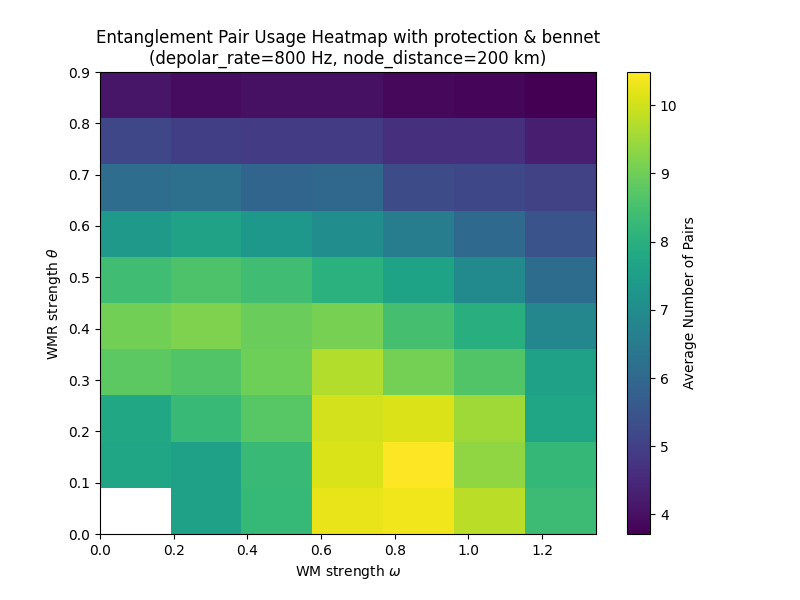 Entanglement Pair Usage Heatmap with protection & bennet
(depolar_rate=800 Hz, node_distance=200 km)
0.9
0.8
0.7
0.6
0.5
0.4
0.3
0.2
0.1
0.0
WMR strength θ
0.0 0.2 0.4 0.6 0.8 1.0 1.2
WM strength ω
10
9
8
7
6
5
4
Average Number of Pairs